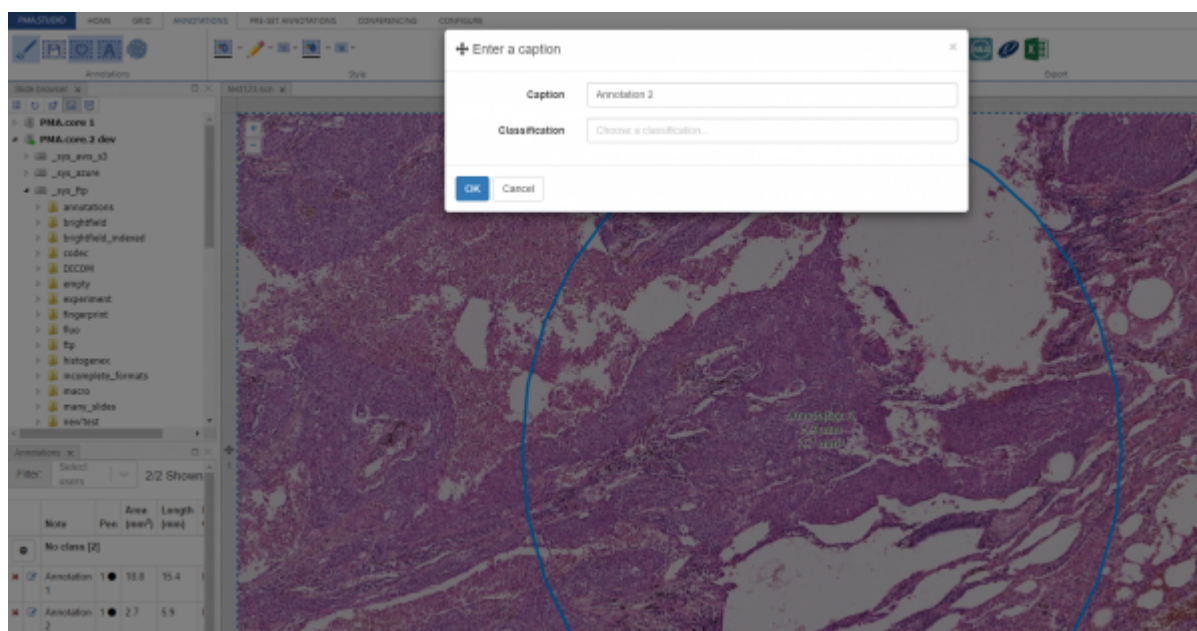 PMA.STUDIO HOME GRID ANNOTATIONS PRE-SET ANNOTATIONS CONFERENCING CONFIGURE
Annotations Style Export
Enter a caption ×
Caption Annotation 2
Classification Choose a classification...
OK Cancel
Slide browser × test123.scn ×
PMA.core 1
PMA.core.2 dev
_sys_aws_s3
_sys_azure
_sys_ftp
annotations
brightfield
brightfield_indexed
codec
DICOM
empty
experiment
fingerprint
fluo
ftp
histogenex
incomplete_formats
macro
many_slides
new'test
Annotations ×
Filter: Select users 2/2 Shown
Note Pen Area (mm²) Length (mm)
No class [2]
Annotation 1 1 18.8 15.4
Annotation 2 1 2.7 5.9